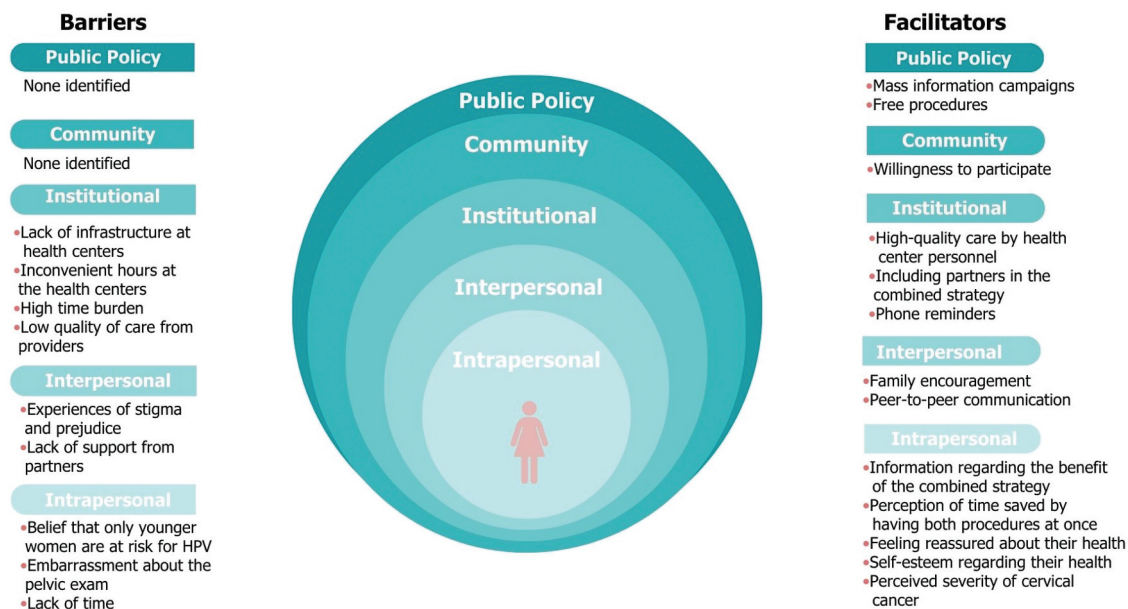 Barriers
Public Policy
None identified
Community
None identified
Institutional
•Lack of infrastructure at
health centers
•Inconvenient hours at
the health centers
•High time burden
•Low quality of care from
providers
Interpersonal
•Experiences of stigma
and prejudice
•Lack of support from
partners
Intrapersonal
•Belief that only younger
women are at risk for HPV
•Embarrassment about the
pelvic exam
•Lack of time
Public Policy
Community
Institutional
Interpersonal
Intrapersonal
Facilitators
Public Policy
•Mass information campaigns
•Free procedures
Community
•Willingness to participate
Institutional
•High-quality care by health
center personnel
•Including partners in the
combined strategy
•Phone reminders
Interpersonal
•Family encouragement
•Peer-to-peer communication
Intrapersonal
•Information regarding the benefit
of the combined strategy
•Perception of time saved by
having both procedures at once
•Feeling reassured about their health
•Self-esteem regarding their health
•Perceived severity of cervical
cancer